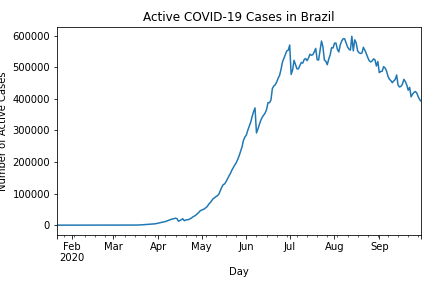 Active COVID-19 Cases in Brazil
Number of Active Cases
600000
500000
400000
300000
200000
100000
0
Feb
2020
Mar
Apr
May
Jun
Jul
Aug
Sep
Day